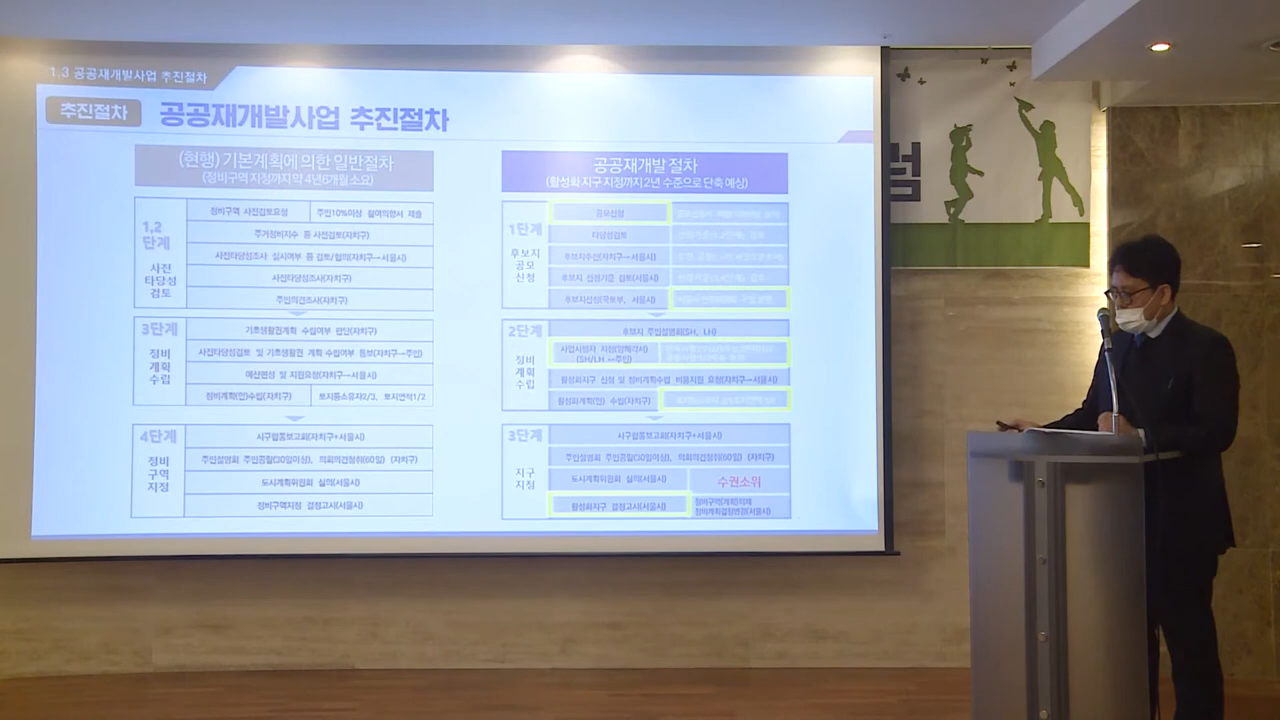 1.3 공공재개발사업 추진절차
추진절차 공공재개발사업 추진절차
(현행) 기본계획에 의한 일반절차
(정비구역 지정까지 약 4년6개월 소요)
1,2
단계
사전
타당성
검토
정비구역 사전검토요청 주민10%이상 참여의향서 제출
주거정비지수 등 사전검토(자치구)
사전타당성조사 실시여부 등 검토/협의(자치구→서울시)
사전타당성조사(자치구)
주민의견조사(자치구)
3단계
정비
계획
수립
기초생활권계획 수립여부 판단(자치구)
사전타당성검토 및 기초생활권 계획 수립여부 통보(자치구→주민)
예산편성 및 지원요청(자치구→서울시)
정비계획(안)수립(자치구) 토지등소유자2/3, 토지면적1/2
4단계
정비
구역
지정
시구합동보고회(자치구+서울시)
주민설명회 주민공람(30일이상), 의회의견청취(60일) (자치구)
도시계획위원회 심의(서울시)
정비구역지정 결정고시(서울시)
공공재개발 절차
(활성화 지구 지정까지 2년 수준으로 단축 예상)
1단계
후보지
공모
신청
공모신청
타당성검토
후보지추천(자치구→서울시)
후보지 선정기준 검토(서울시)
후보지선정(국토부, 서울시)
2단계
정비
계획
수립
후보지 주민설명회(SH, LH)
사업시행자 지정(양해각서)
(SH/LH ↔주민)
활성화지구 신청 및 정비계획수립 비용지원 요청(자치구→서울시)
활성화계획(안) 수립(자치구)
3단계
지구
지정
시구합동보고회(자치구+서울시)
주민설명회 주민공람(30일이상), 의회의견청취(60일) (자치구)
도시계획위원회 심의(서울시) 수권소위
활성화지구 결정고시(서울시) 정비구역(계획)의제
정비계획결정변경(서울시)
럼